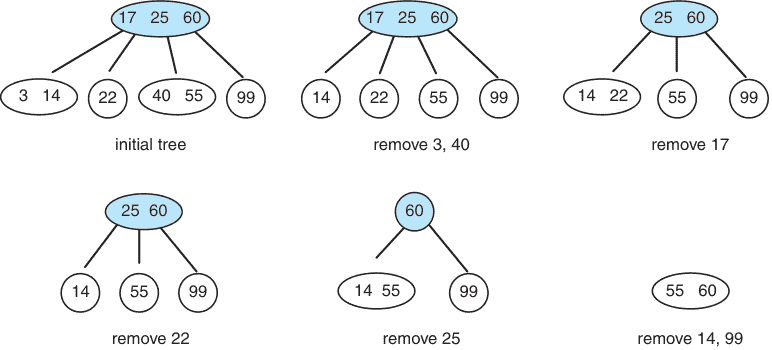 17 25 60
3 14
22
40 55
99
initial tree
17 25 60
14
22
55
99
remove 3, 40
25 60
14 22
55
99
remove 17
25 60
14
55
99
remove 22
60
14 55
99
remove 25
55 60
remove 14, 99